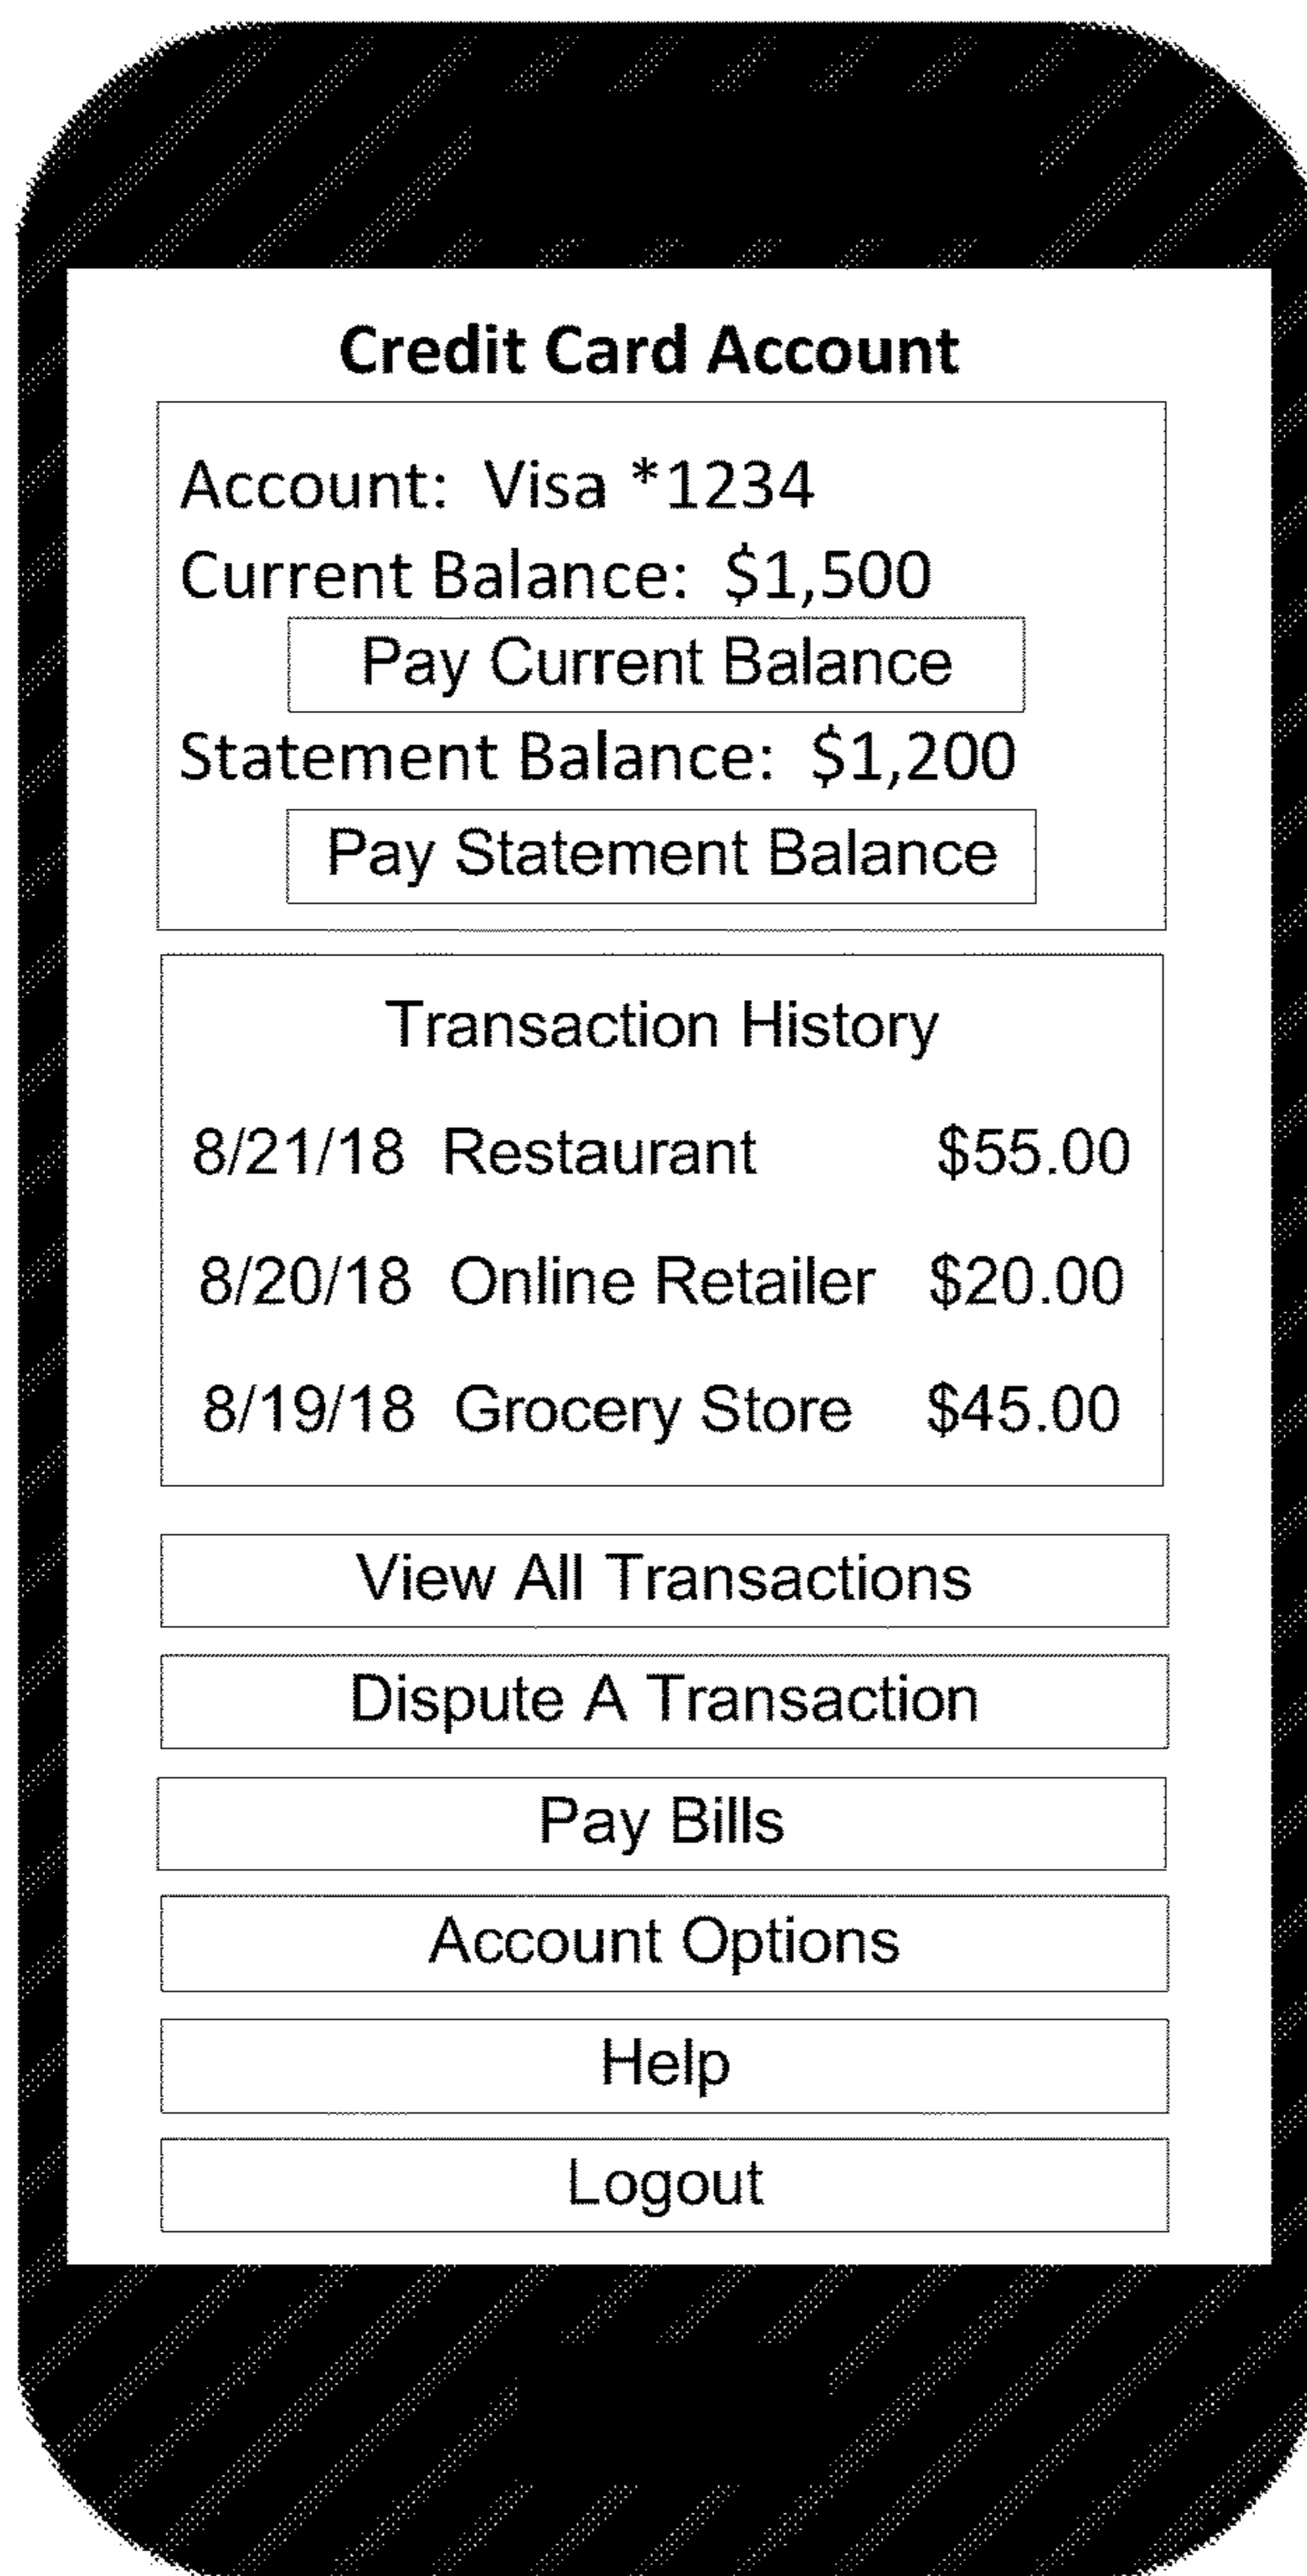 Credit Card Account
Account: Visa *1234
Current Balance: $1,500
Pay Current Balance
Statement Balance: $1,200
Pay Statement Balance
Transaction History
8/21/18 Restaurant $55.00
8/20/18 Online Retailer $20.00
8/19/18 Grocery Store $45.00
View All Transactions
Dispute A Transaction
Pay Bills
Account Options
Help
Logout